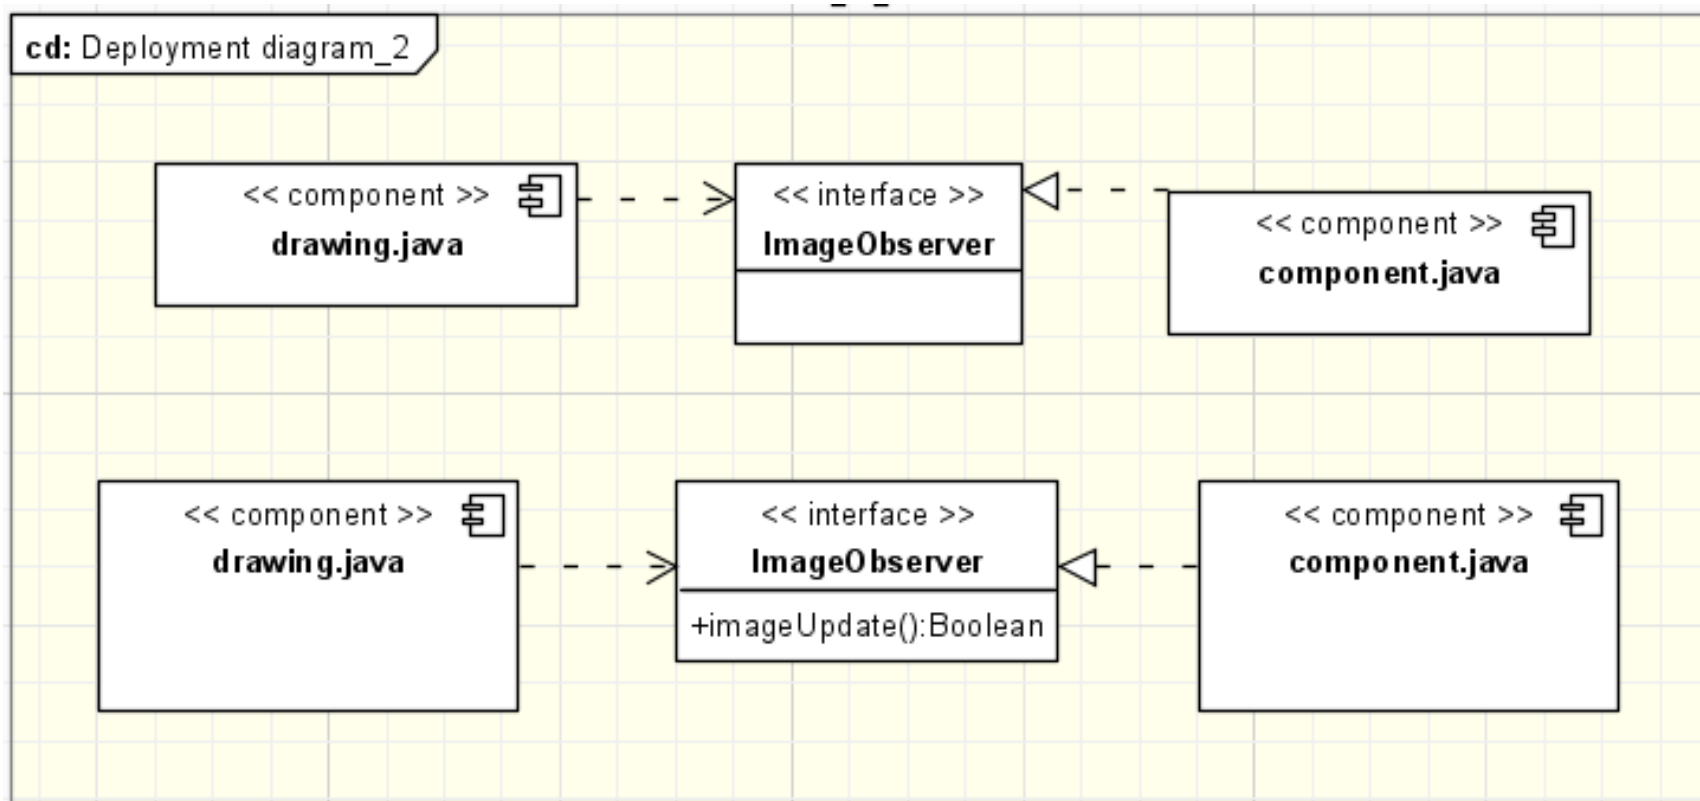 cd: Deployment diagram_2
<< component >>
drawing.java
<< interface >>
ImageObserver
<< component >>
component.java
<< component >>
drawing.java
<< interface >>
ImageObserver
+imageUpdate():Boolean
<< component >>
component.java